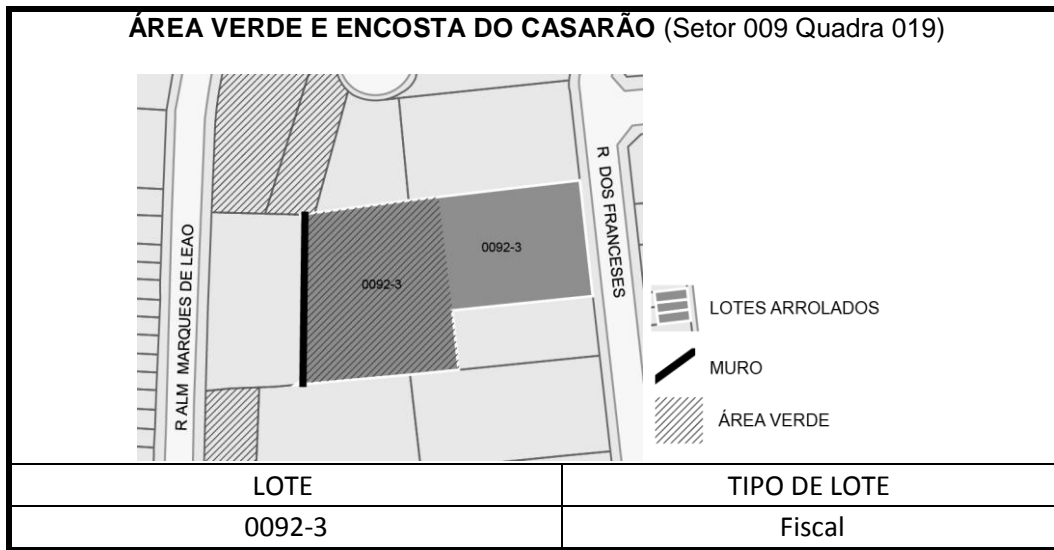 ÁREA VERDE E ENCOSTA DO CASARÃO (Setor 009 Quadra 019)
R ALM MARQUES DE LEAO
R DOS FRANCESES
0092-3
0092-3
LOTES ARROLADOS
MURO
ÁREA VERDE
LOTE TIPO DE LOTE
0092-3 Fiscal